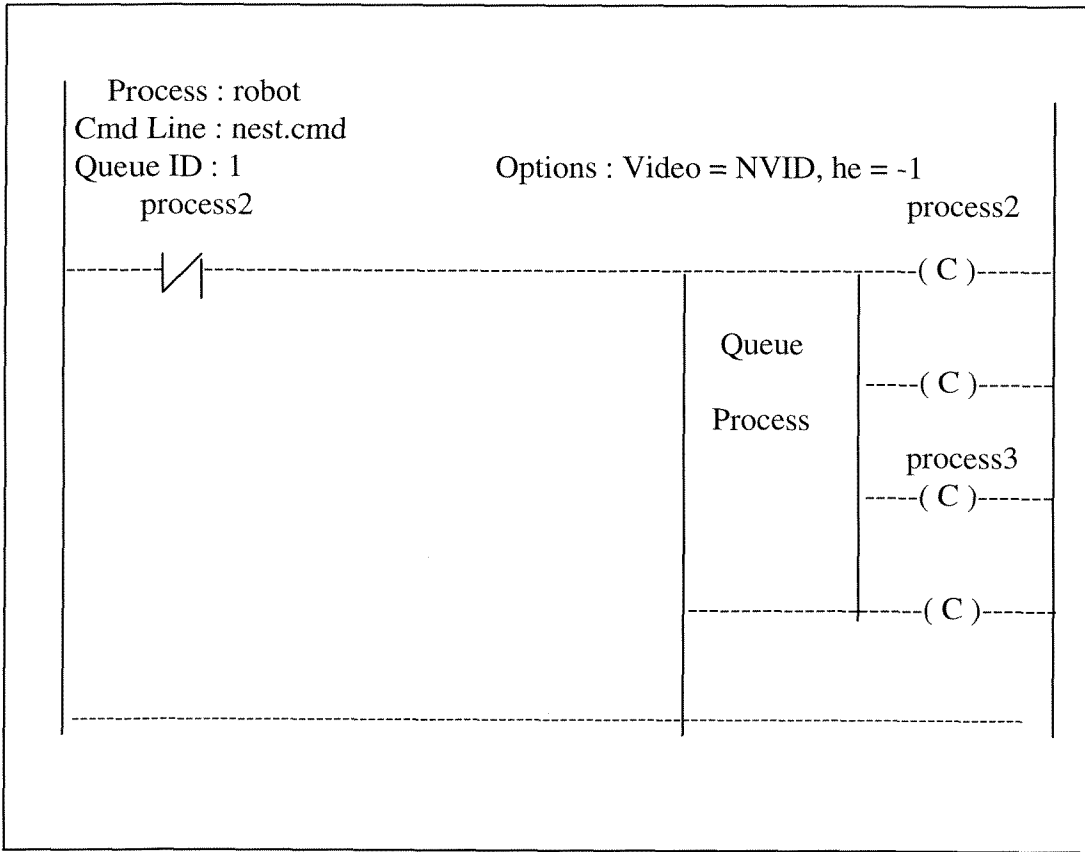 Process : robot
Cmd Line : nest.cmd
Queue ID : 1
Options : Video = NVID, he = -1
process2
process2
( C )
Queue
( C )
Process
process3
( C )
( C )